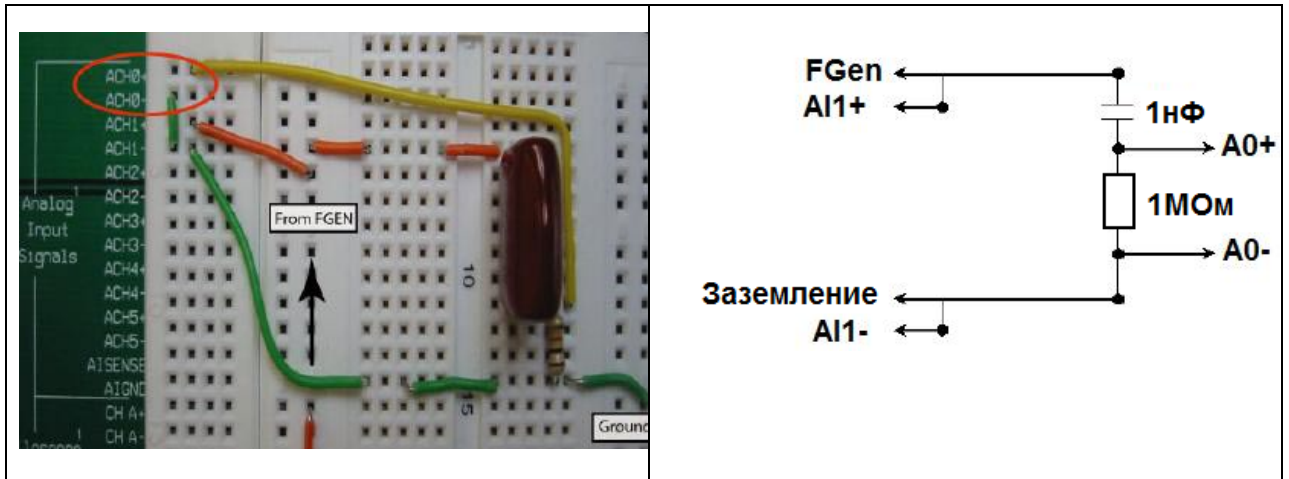 ACH0+
ACH0-
ACH1+
ACH1-
ACH2+
ACH2-
ACH3+
ACH3-
ACH4+
ACH4-
ACH5+
ACH5-
AISENSE
AIGND
CH A+
CH A-
Analog
Input
Signals
From FGEN
10
15
Ground
FGen
AI1+
1нФ
A0+
1МОм
A0-
Заземление
AI1-